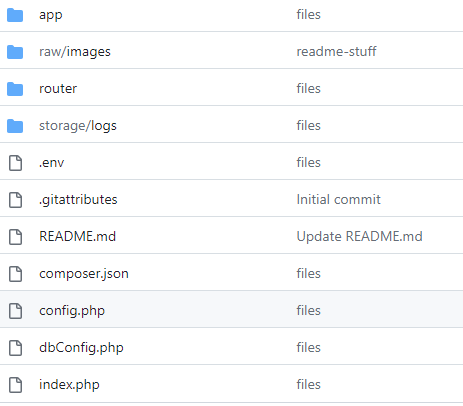 app files
raw/images readme-stuff
router files
storage/logs files
.env files
.gitattributes Initial commit
README.md Update README.md
composer.json files
config.php files
dbConfig.php files
index.php files